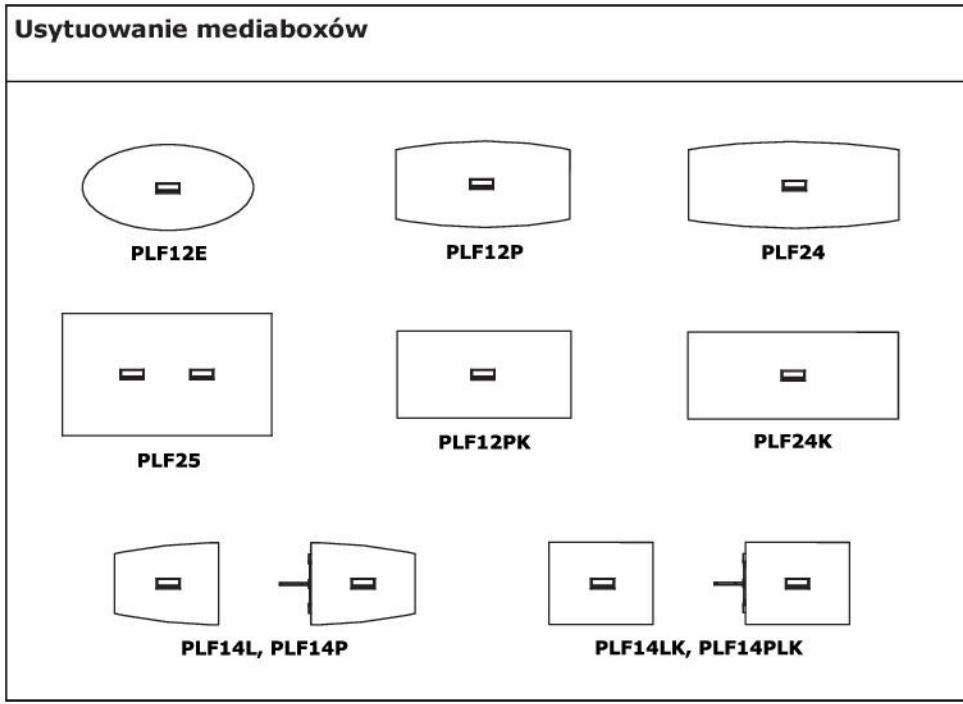 Usytuowanie mediaboxów
PLF12E
PLF12P
PLF24
PLF25
PLF12PK
PLF24K
PLF14L, PLF14P
PLF14LK, PLF14PLK